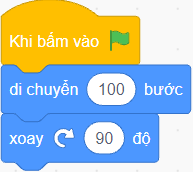 Khi bấm vào
di chuyển 100 bước
xoay 90 độ